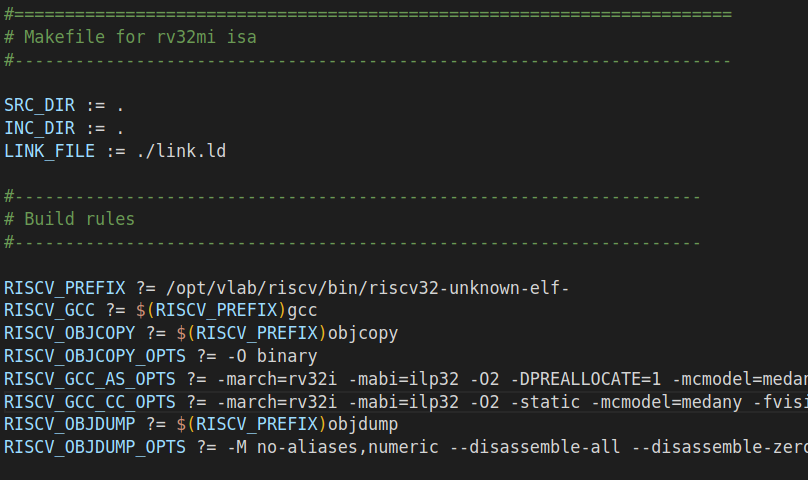 #=======================================================================
# Makefile for rv32mi isa
#-----------------------------------------------------------------------
SRC_DIR := .
INC_DIR := .
LINK_FILE := ./link.ld
#--------------------------------------------------------------------
# Build rules
#--------------------------------------------------------------------
RISCV_PREFIX ?= /opt/vlab/riscv/bin/riscv32-unknown-elf-
RISCV_GCC ?= $(RISCV_PREFIX)gcc
RISCV_OBJCOPY ?= $(RISCV_PREFIX)objcopy
RISCV_OBJCOPY_OPTS ?= -O binary
RISCV_GCC_AS_OPTS ?= -march=rv32i -mabi=ilp32 -O2 -DPREALLOCATE=1 -mcmodel=medan
RISCV_GCC_CC_OPTS ?= -march=rv32i -mabi=ilp32 -O2 -static -mcmodel=medany -fvisi
RISCV_OBJDUMP ?= $(RISCV_PREFIX)objdump
RISCV_OBJDUMP_OPTS ?= -M no-aliases,numeric --disassemble-all --disassemble-zero